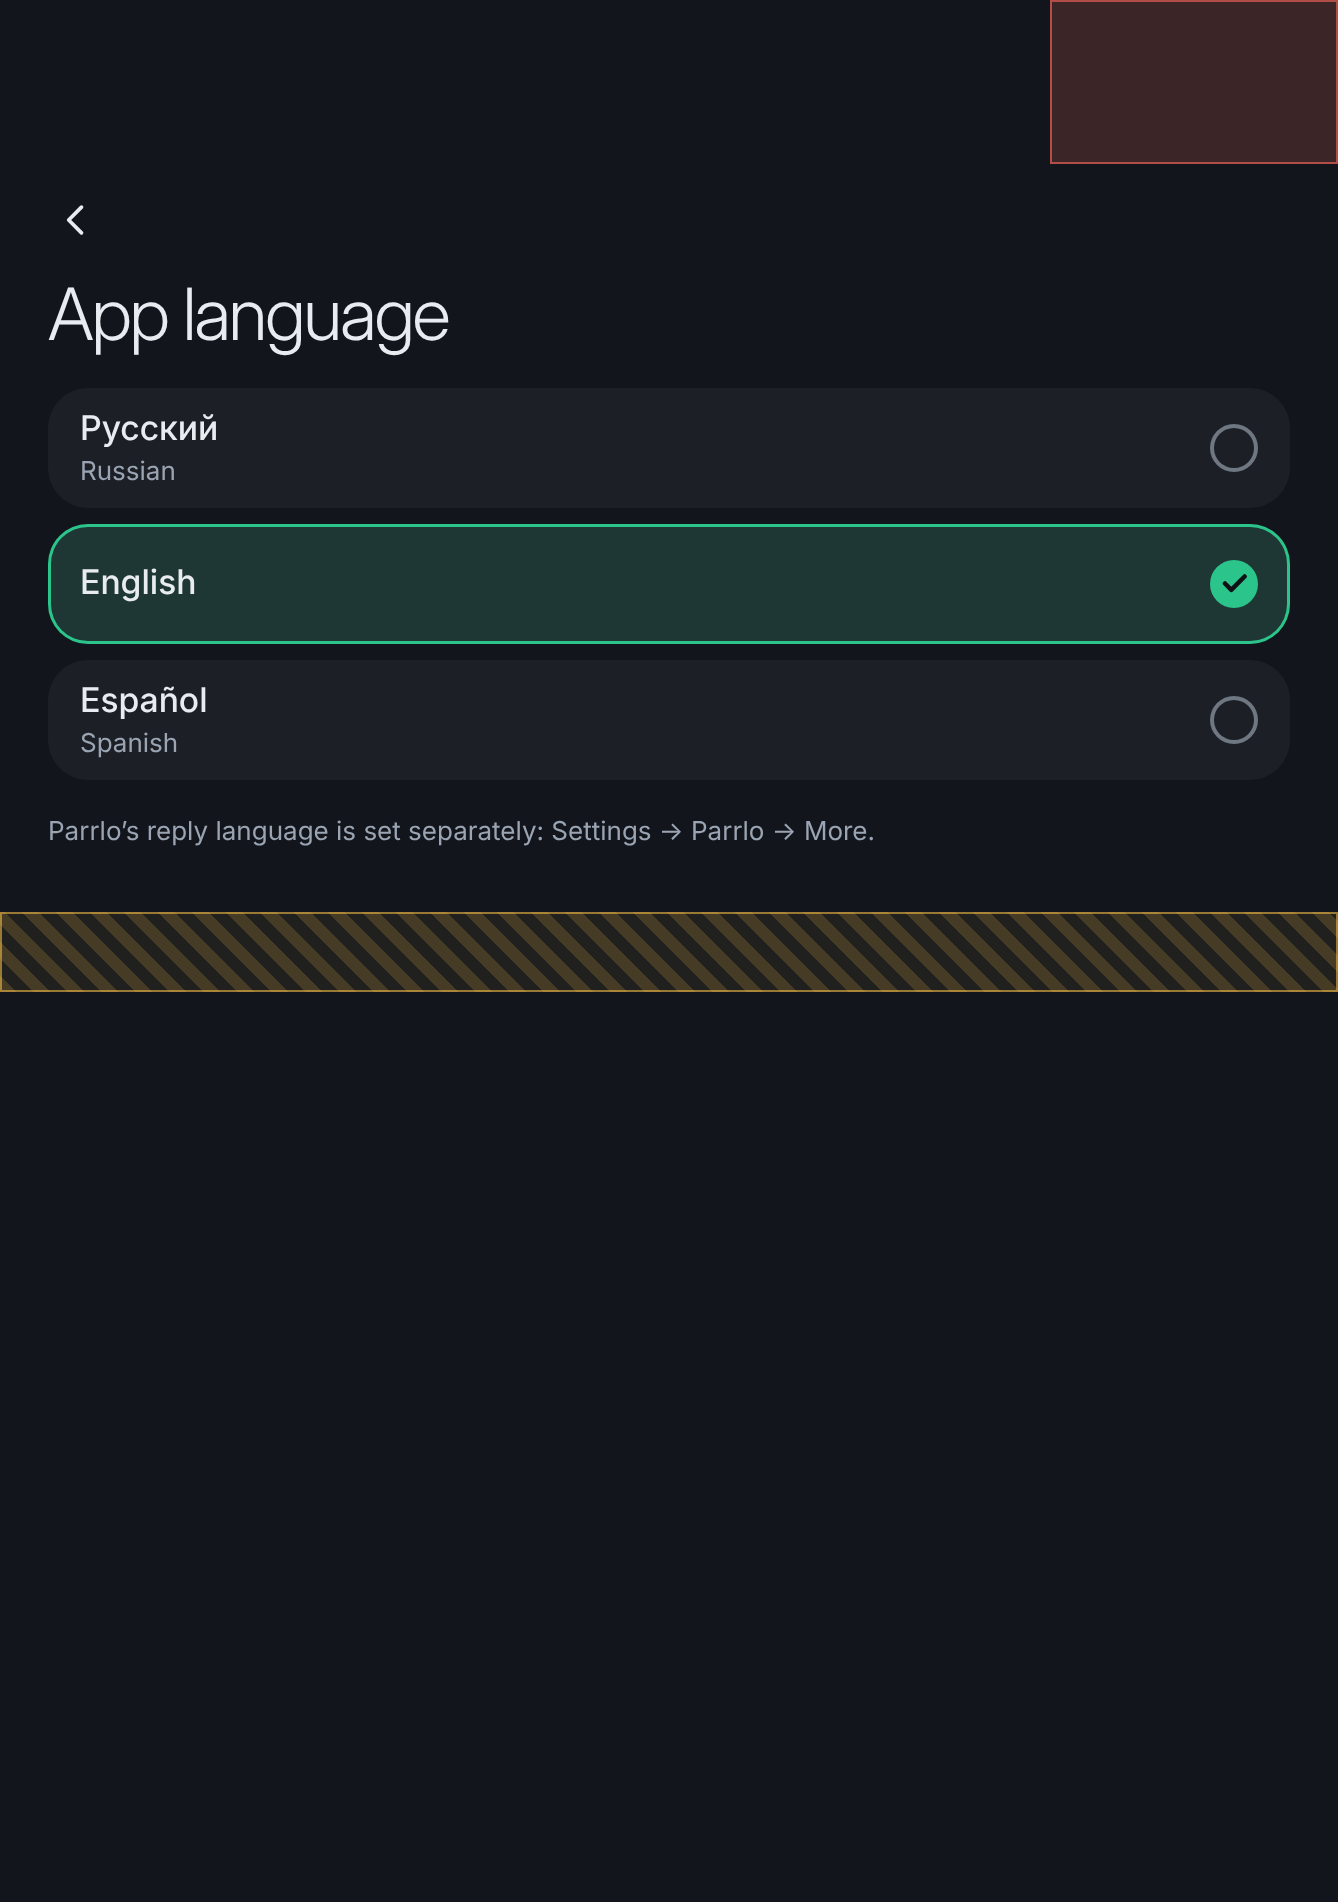 App language
Русский
Russian
English
Español
Spanish
Parrlo’s reply language is set separately: Settings → Parrlo → More.